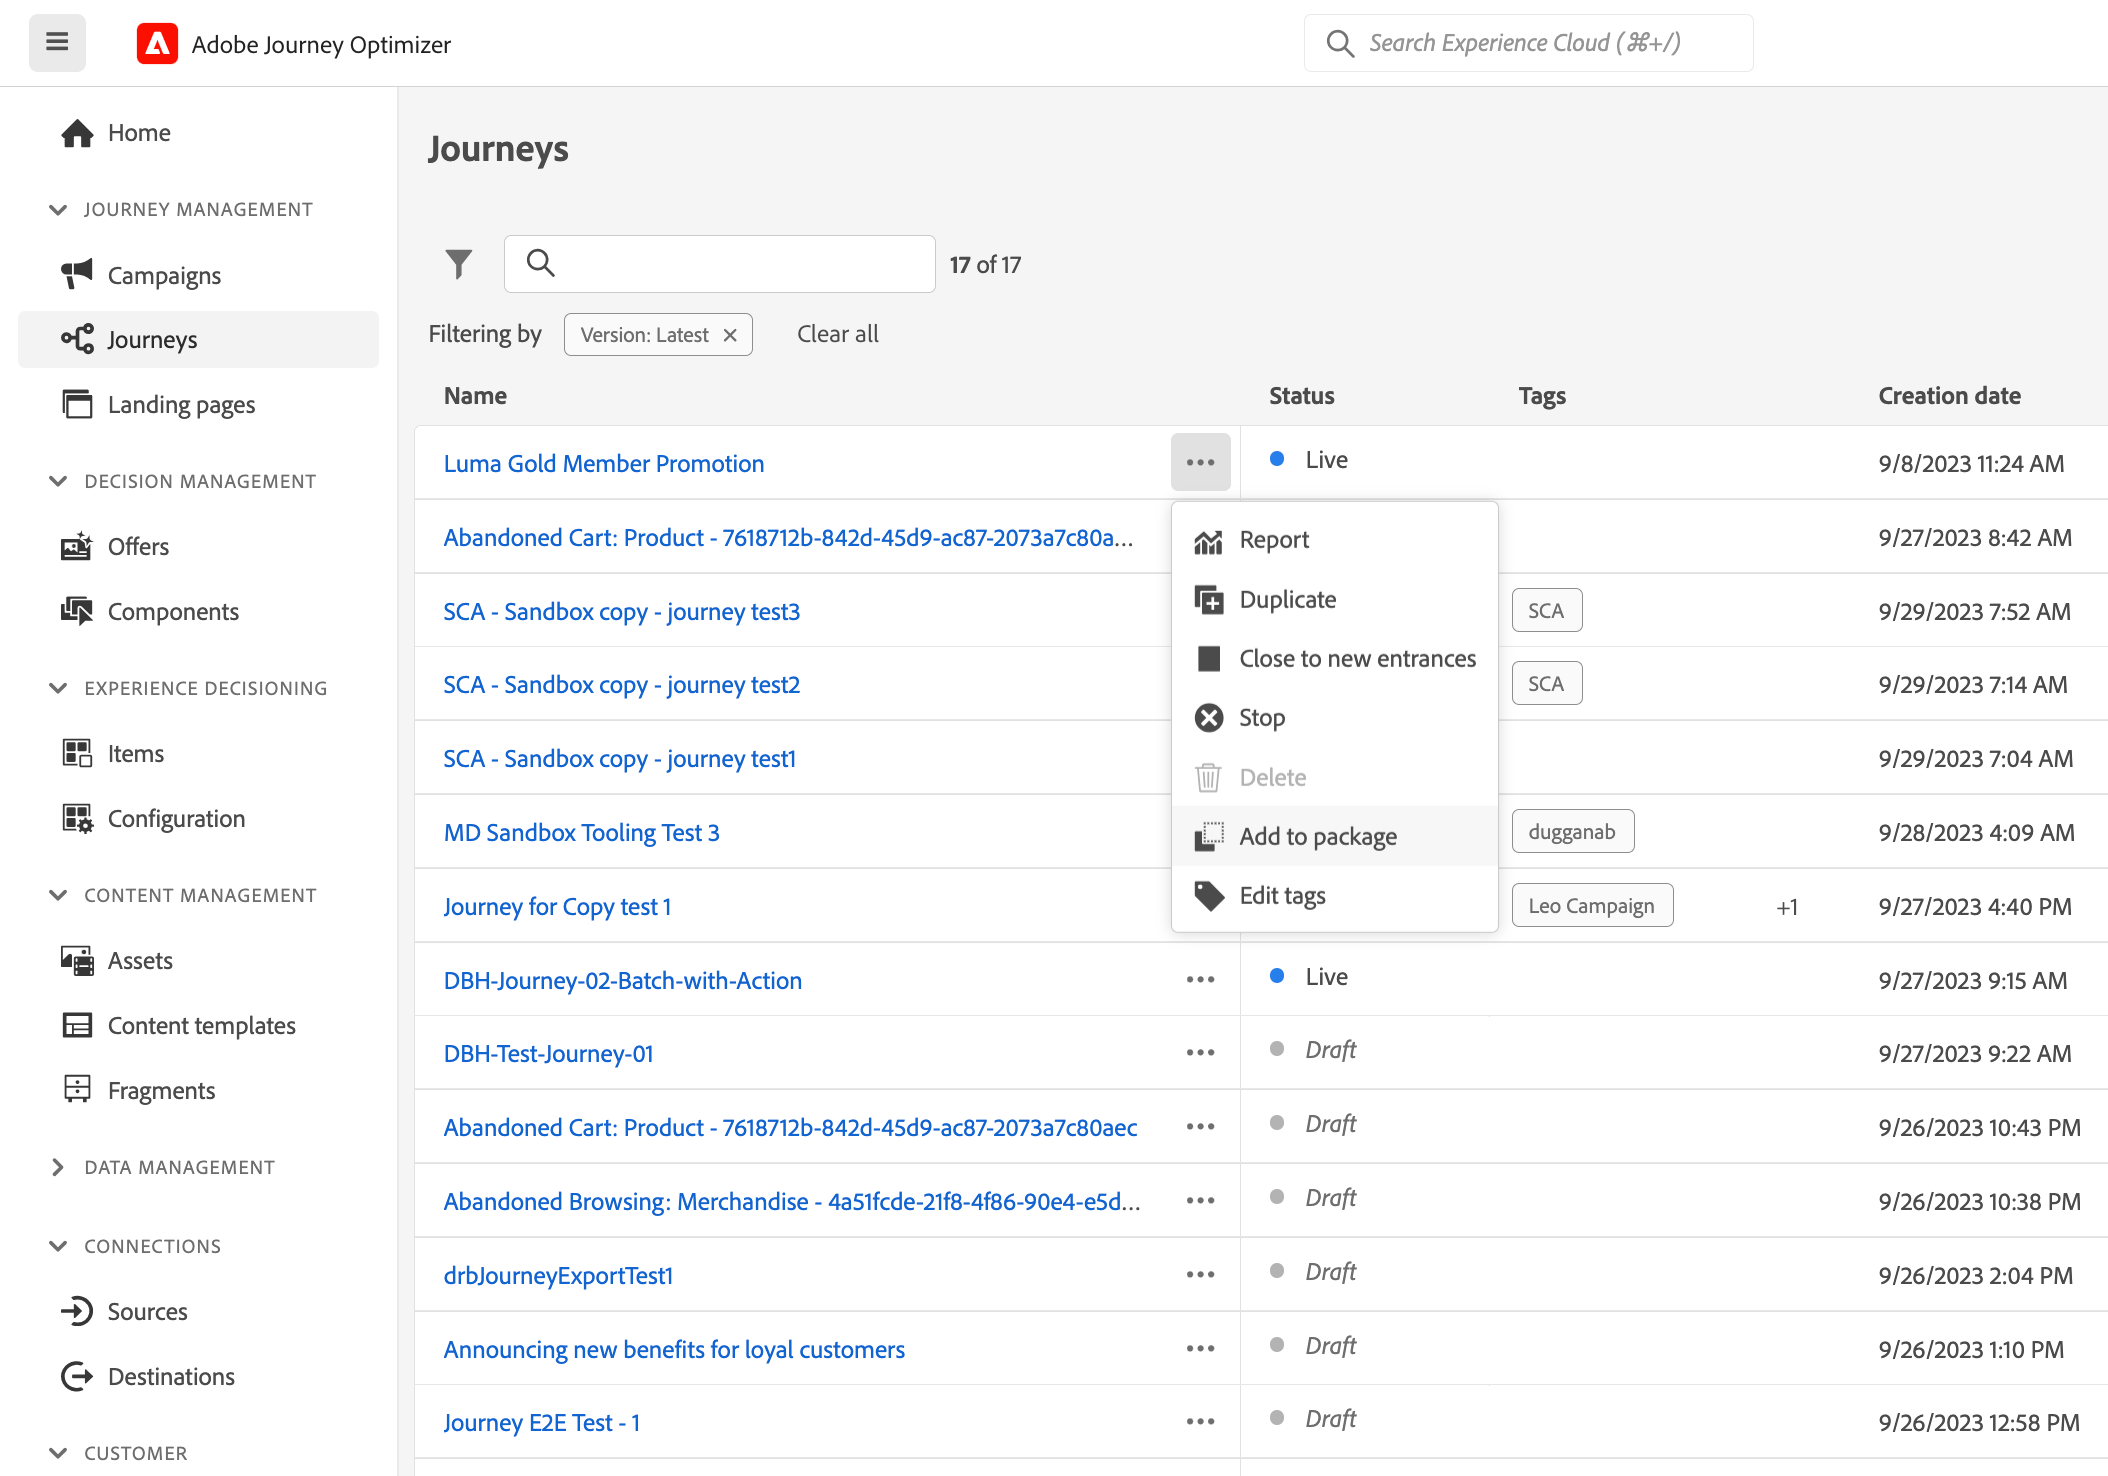 Adobe Journey Optimizer
Search Experience Cloud (⌘+/)
Home
JOURNEY MANAGEMENT
Campaigns
Journeys
Landing pages
DECISION MANAGEMENT
Offers
Components
EXPERIENCE DECISIONING
Items
Configuration
CONTENT MANAGEMENT
Assets
Content templates
Fragments
DATA MANAGEMENT
CONNECTIONS
Sources
Destinations
CUSTOMER
Journeys
17 of 17
Filtering by Version: Latest Clear all
Name Status Tags Creation date
Luma Gold Member Promotion Live 9/8/2023 11:24 AM
Abandoned Cart: Product - 7618712b-842d-45d9-ac87-2073a7c80a... 9/27/2023 8:42 AM
SCA - Sandbox copy - journey test3 SCA 9/29/2023 7:52 AM
SCA - Sandbox copy - journey test2 SCA 9/29/2023 7:14 AM
SCA - Sandbox copy - journey test1 9/29/2023 7:04 AM
MD Sandbox Tooling Test 3 dugganab 9/28/2023 4:09 AM
Journey for Copy test 1 Leo Campaign +1 9/27/2023 4:40 PM
DBH-Journey-02-Batch-with-Action Live 9/27/2023 9:15 AM
DBH-Test-Journey-01 Draft 9/27/2023 9:22 AM
Abandoned Cart: Product - 7618712b-842d-45d9-ac87-2073a7c80aec Draft 9/26/2023 10:43 PM
Abandoned Browsing: Merchandise - 4a51fcde-21f8-4f86-90e4-e5d... Draft 9/26/2023 10:38 PM
drbJourneyExportTest1 Draft 9/26/2023 2:04 PM
Announcing new benefits for loyal customers Draft 9/26/2023 1:10 PM
Journey E2E Test - 1 Draft 9/26/2023 12:58 PM
Report
Duplicate
Close to new entrances
Stop
Delete
Add to package
Edit tags